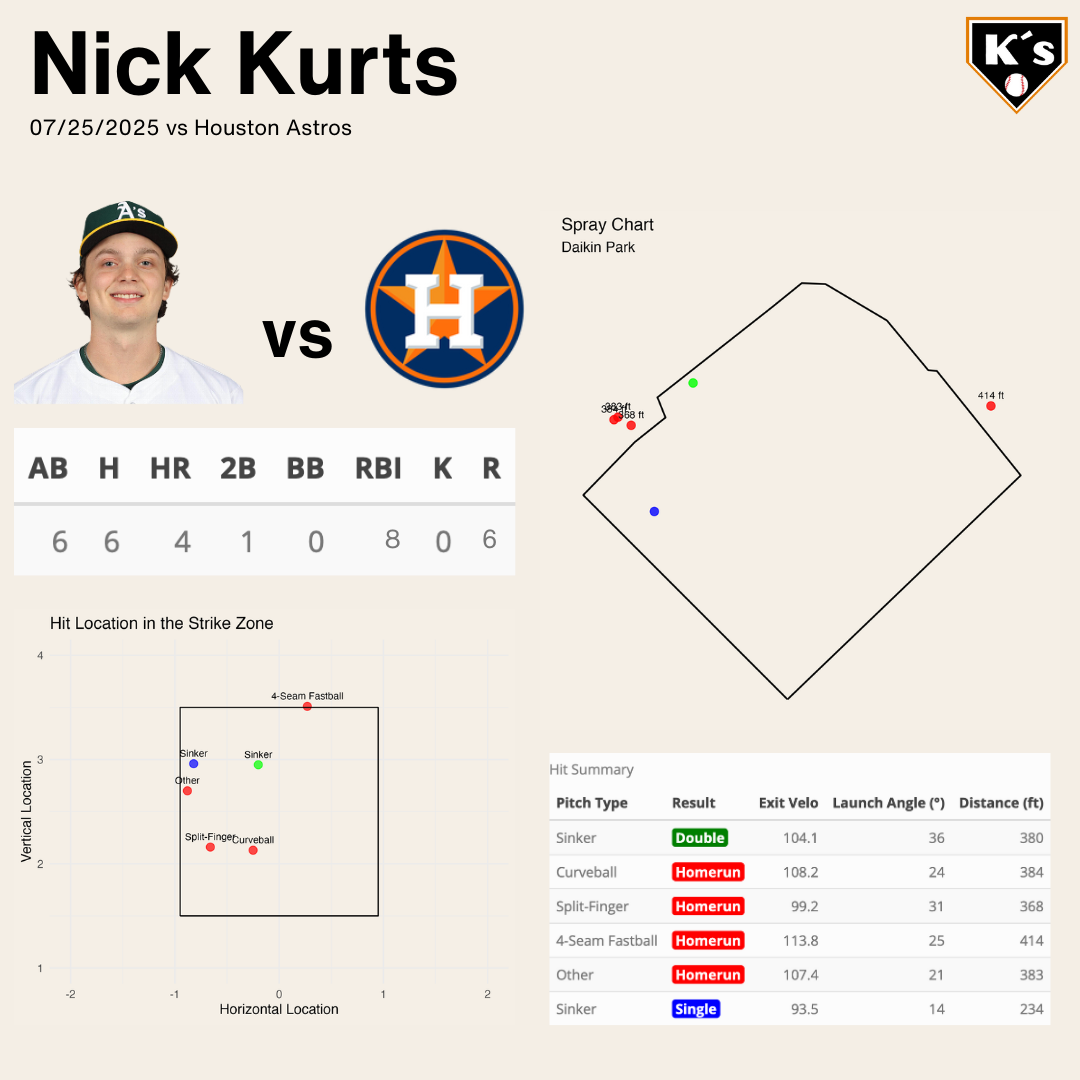 Nick Kurts
07/25/2025 vs Houston Astros
K´s
A's
vs
H
AB H HR 2B BB RBI K R
6 6 4 1 0 8 0 6
Spray Chart
Daikin Park
414 ft
383 ft
384 ft
368 ft
Hit Location in the Strike Zone
Vertical Location
4
3
2
1
4-Seam Fastball
Sinker
Sinker
Other
Split-Finger
Curveball
-2 -1 0 1 2
Horizontal Location
Hit Summary
Pitch Type Result Exit Velo Launch Angle (°) Distance (ft)
Sinker Double 104.1 36 380
Curveball Homerun 108.2 24 384
Split-Finger Homerun 99.2 31 368
4-Seam Fastball Homerun 113.8 25 414
Other Homerun 107.4 21 383
Sinker Single 93.5 14 234